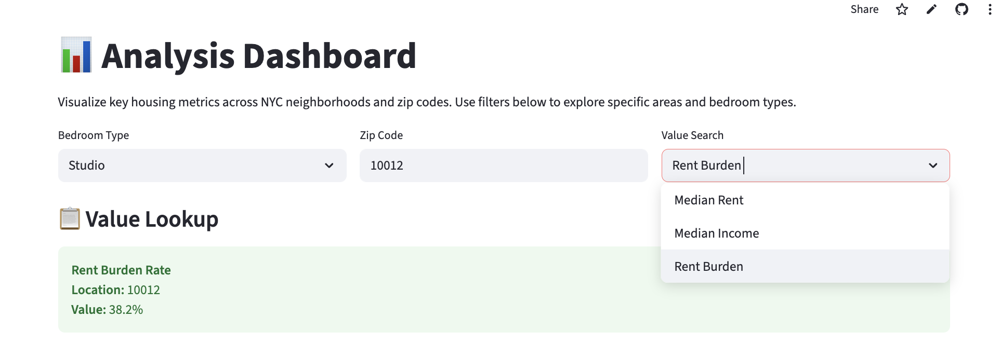 Share
Analysis Dashboard
Visualize key housing metrics across NYC neighborhoods and zip codes. Use filters below to explore specific areas and bedroom types.
Bedroom Type
Studio
Zip Code
10012
Value Search
Rent Burden
Median Rent
Median Income
Rent Burden
Value Lookup
Rent Burden Rate
Location: 10012
Value: 38.2%